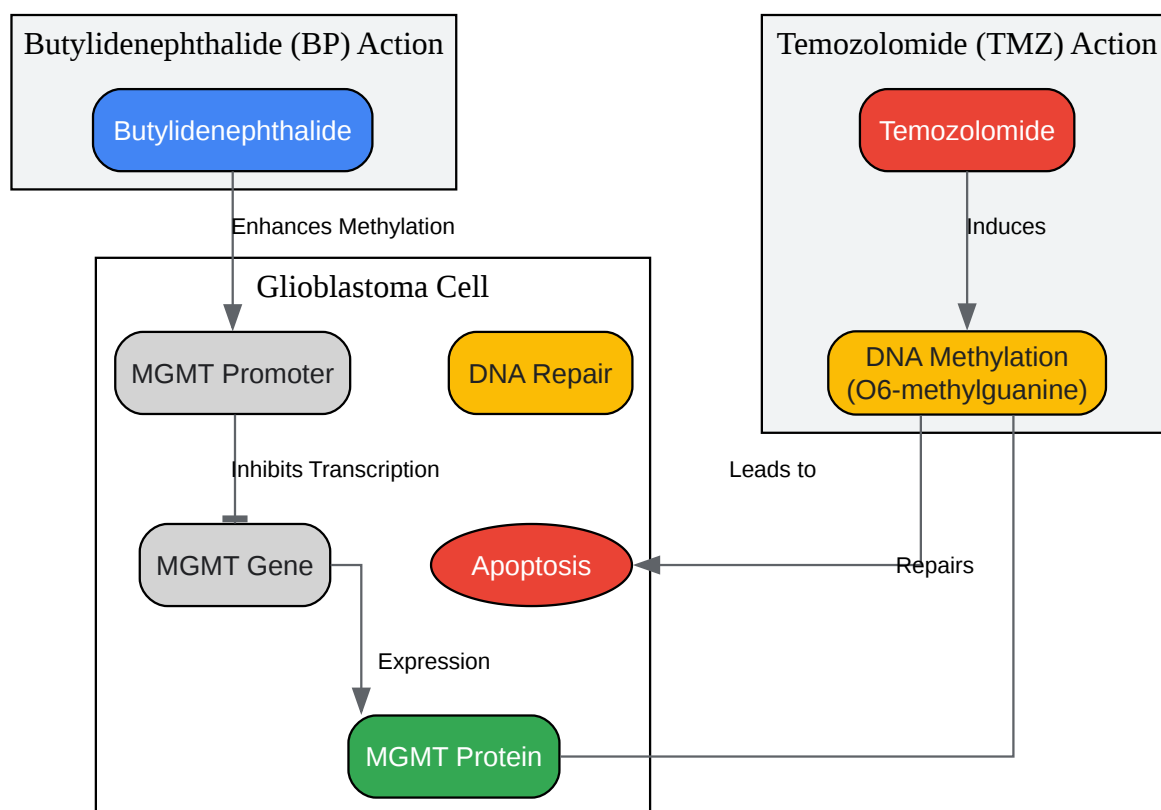 Butylidenephthalide (BP) Action
Temozolomide (TMZ) Action
Butylidenephthalide
Temozolomide
Enhances Methylation
Induces
Glioblastoma Cell
MGMT Promoter
DNA Repair
DNA Methylation
(O6-methylguanine)
Inhibits Transcription
Leads to
MGMT Gene
Apoptosis
Repairs
Expression
MGMT Protein